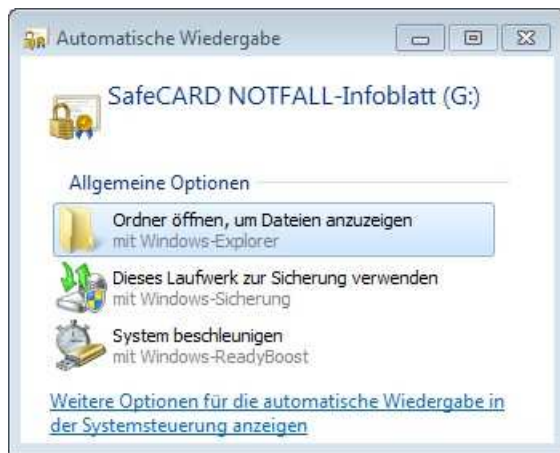 Automatische Wiedergabe
SafeCARD NOTFALL-Infoblatt (G:)
Allgemeine Optionen
Ordner öffnen, um Dateien anzuzeigen
mit Windows-Explorer
Dieses Laufwerk zur Sicherung verwenden
mit Windows-Sicherung
System beschleunigen
mit Windows-ReadyBoost
Weitere Optionen für die automatische Wiedergabe in
der Systemsteuerung anzeigen